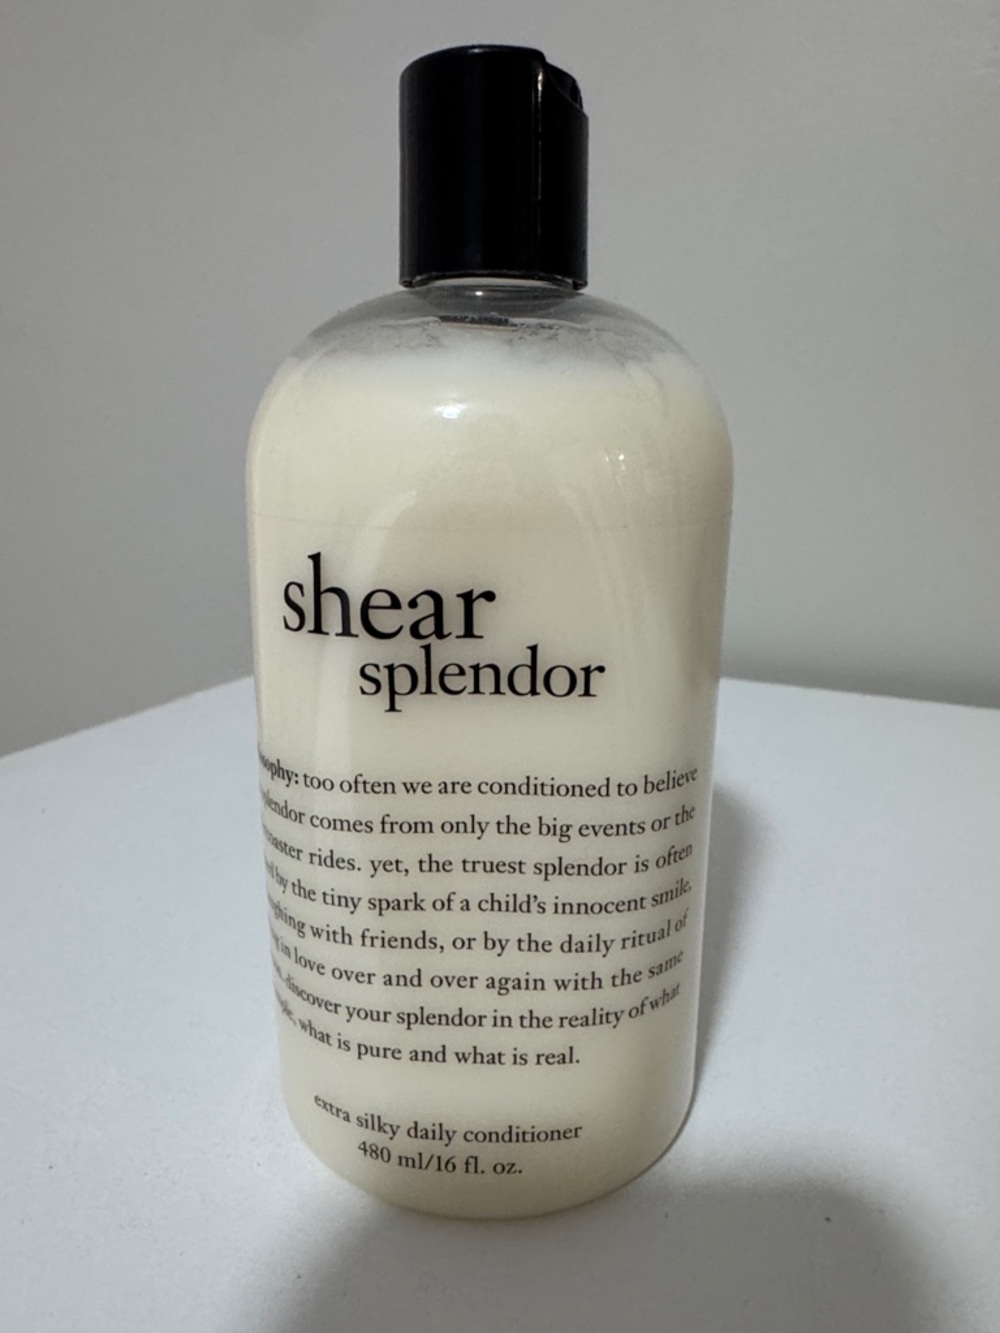 shear
splendor
too often we are conditioned to believe
comes from only the big events or the
rides. yet, the truest splendor is often
by the tiny spark of a child's innocent smile,
with friends, or by the daily ritual of
in love over and over again with the same
discover your splendor in the reality of what
what is pure and what is real.
extra silky daily conditioner
480 ml/16 fl. oz.